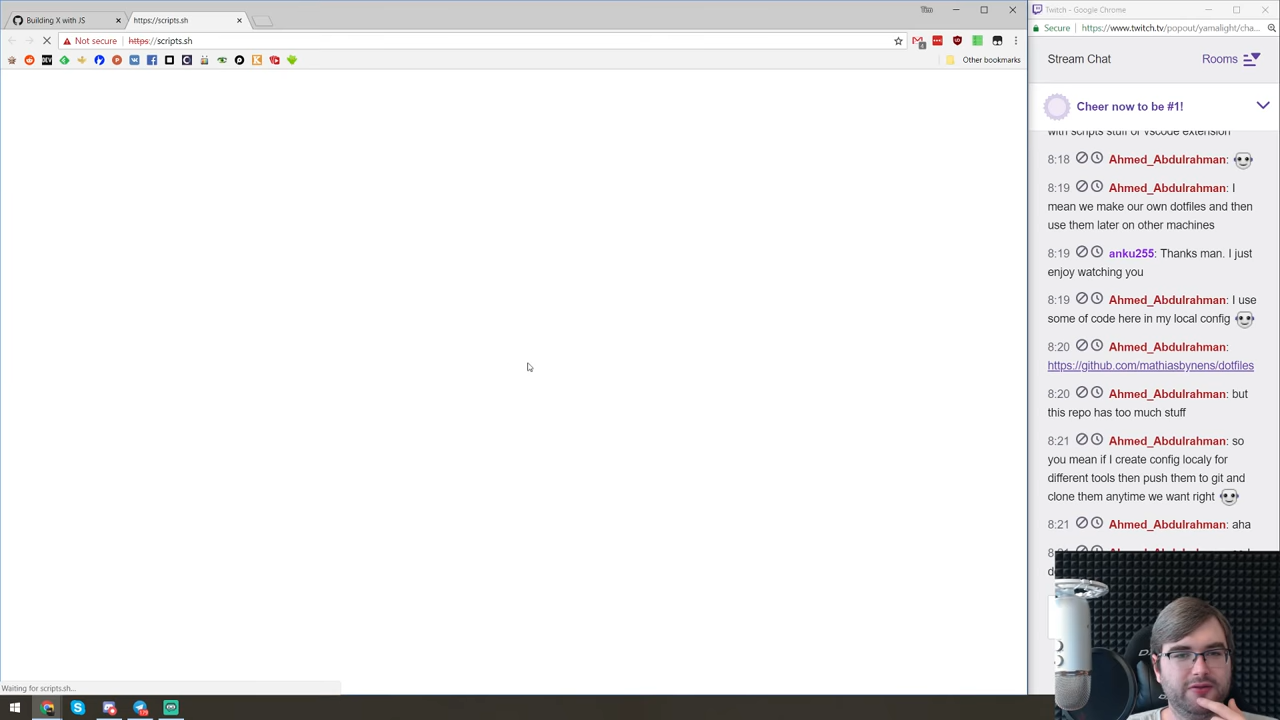 Building X with JS
https://scripts.sh
Tim
Not secure
https://scripts.sh
Other bookmarks
Waiting for scripts.sh...
Twitch - Google Chrome
Secure
https://www.twitch.tv/popout/yamalight/cha...
Stream Chat
Rooms
Cheer now to be #1!
with scripts stuff or vscode extension
8:18 Ahmed_Abdulrahman:
8:19 Ahmed_Abdulrahman: I
mean we make our own dotfiles and then
use them later on other machines
8:19 anku255: Thanks man. I just
enjoy watching you
8:19 Ahmed_Abdulrahman: I use
some of code here in my local config
8:20 Ahmed_Abdulrahman:
https://github.com/mathiasbynens/dotfiles
8:20 Ahmed_Abdulrahman: but
this repo has too much stuff
8:21 Ahmed_Abdulrahman: so
you mean if I create config localy for
different tools then push them to git and
clone them anytime we want right
8:21 Ahmed_Abdulrahman: aha